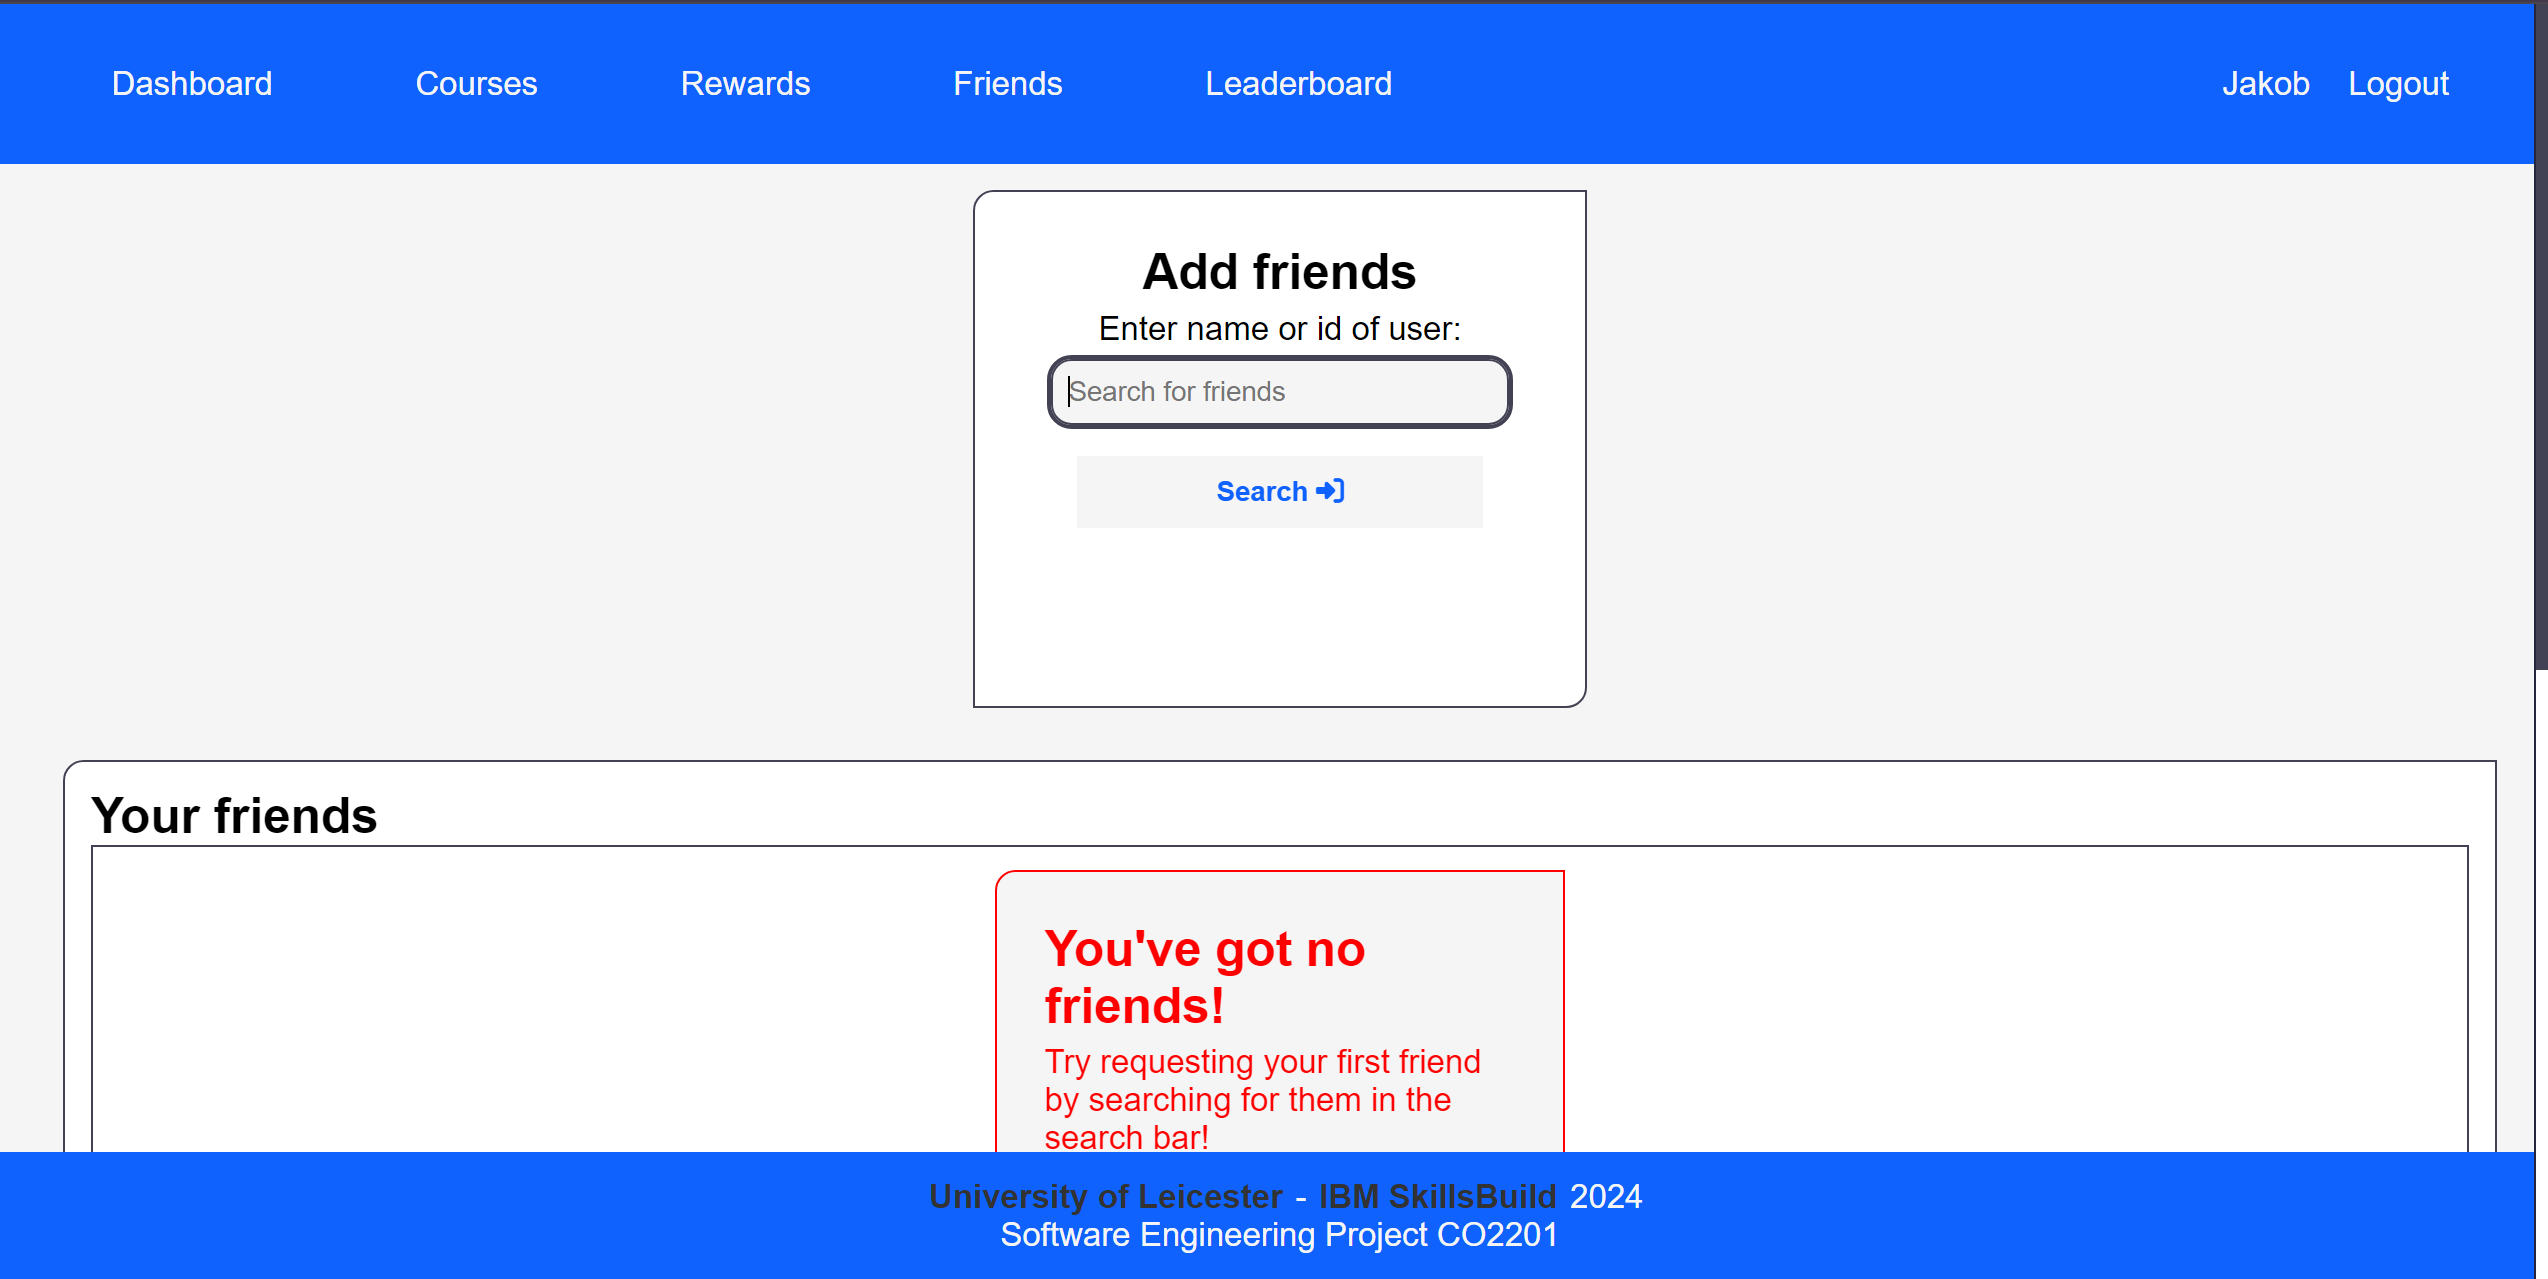 Dashboard Courses Rewards Friends Leaderboard Jakob Logout
Add friends
Enter name or id of user:
Search for friends
Search
Your friends
You've got no
friends!
Try requesting your first friend
by searching for them in the
search bar!
University of Leicester - IBM SkillsBuild 2024
Software Engineering Project CO2201